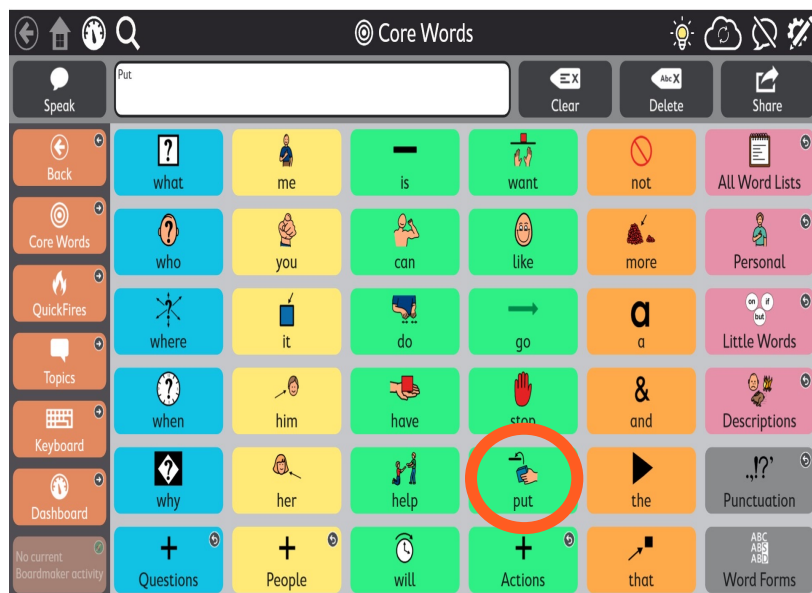 Core Words
Speak
Put
Clear
Abc X
Delete
Share
Back
what
me
is
want
not
All Word Lists
Core Words
who
you
can
like
more
Personal
QuickFires
where
it
do
go
a
a
on if
but
Little Words
Topics
when
him
have
stop
&
and
Descriptions
Keyboard
why
her
help
put
the
.,!?’
Punctuation
Dashboard
No current
Boardmaker activity
Questions
People
will
Actions
that
ABC
ABS
ABD
Word Forms